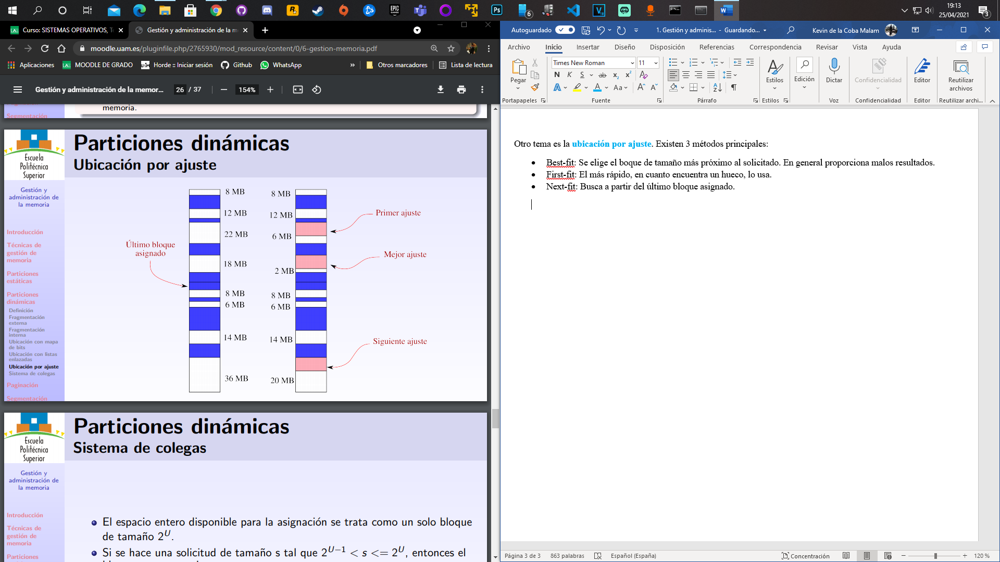 19:13
25/04/2021
6
3
Curso: SISTEMAS OPERATIVOS, T
Gestión y administración de la m
moodle.uam.es/pluginfile.php/2765930/mod_resource/content/0/6-gestion-memoria.pdf
Aplicaciones
MOODLE DE GRADO
Horde :: Iniciar sesión
Github
WhatsApp
»
Otros marcadores
Lista de lectura
Gestión y administración de la memor...
26 / 37
154%
memoria.
Segmentación
Escuela
Politécnica
Superior
Gestión y
administración de
la memoria
Introducción
Técnicas de
gestión de
memoria
Particiones
estáticas
Particiones
dinámicas
Definición
Fragmentación
externa
Fragmentación
interna
Ubicación con mapa
de bits
Ubicación con listas
enlazadas
Ubicación por ajuste
Sistema de colegas
Paginación
Segmentación
Particiones dinámicas
Ubicación por ajuste
8 MB
12 MB
22 MB
18 MB
8 MB
6 MB
14 MB
36 MB
Último bloque
asignado
8 MB
12 MB
6 MB
2 MB
8 MB
6 MB
14 MB
20 MB
Primer ajuste
Mejor ajuste
Siguiente ajuste
Escuela
Politécnica
Superior
Gestión y
administración de
la memoria
Introducción
Técnicas de
gestión de
memoria
Particiones
Particiones dinámicas
Sistema de colegas
El espacio entero disponible para la asignación se trata como un solo bloque
de tamaño 2^U.
Si se hace una solicitud de tamaño s tal que 2^{U−1} < s <= 2^U, entonces el
Autoguardado
1. Gestión y adminis... - Guardando...
Kevin de la Coba Malam
Archivo
Inicio
Insertar
Diseño
Disposición
Referencias
Correspondencia
Revisar
Vista
Ayuda
Pegar
Portapapeles
Times New Roman
11
N K S ab x₂ x²
A A Aa A A
Fuente
Párrafo
Estilos
Estilos
Edición
Dictar
Voz
Confidencialidad
Confidencialidad
Editor
Editor
Reutilizar
archivos
Reutilizar archi...
Otro tema es la ubicación por ajuste. Existen 3 métodos principales:
• Best-fit: Se elige el boque de tamaño más próximo al solicitado. En general proporciona malos resultados.
• First-fit: El más rápido, en cuanto encuentra un hueco, lo usa.
• Next-fit: Busca a partir del último bloque asignado.
Página 3 de 3
863 palabras
Español (España)
Concentración
120 %